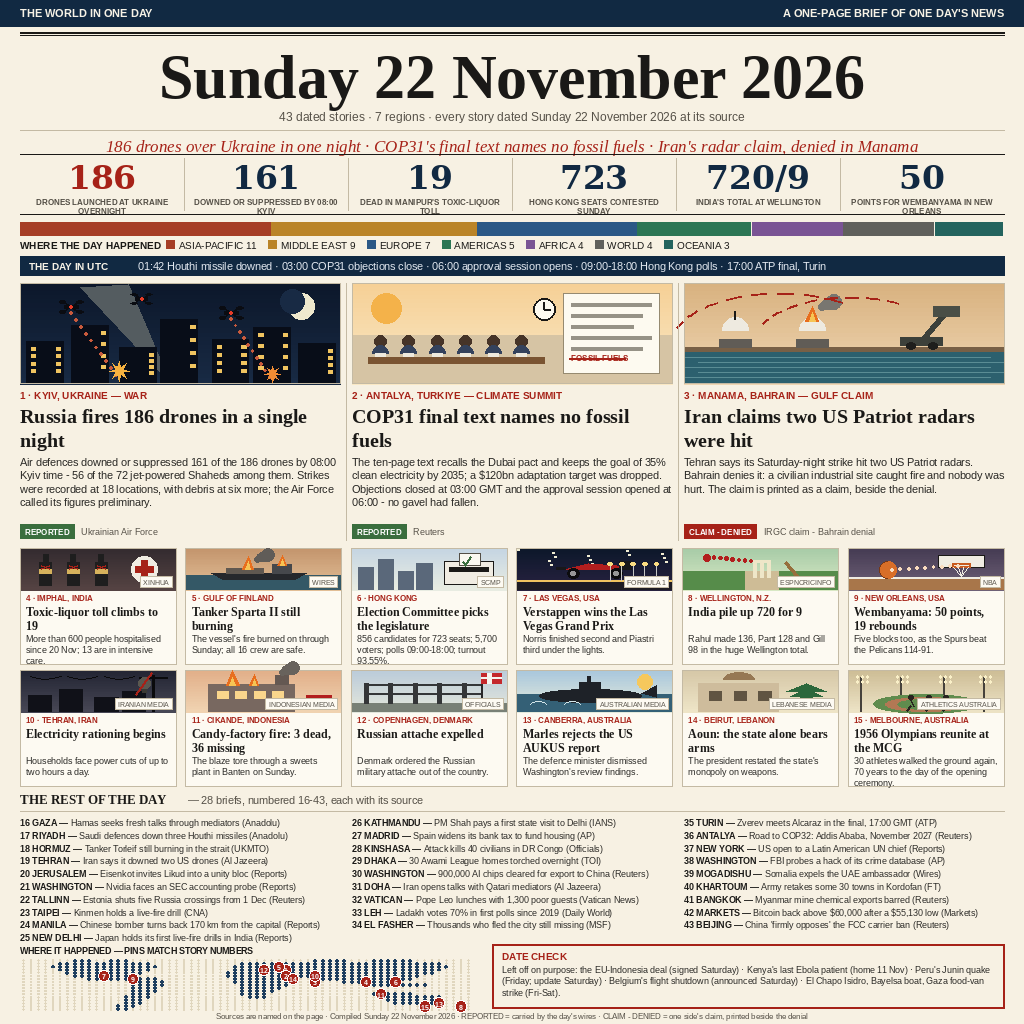 THE WORLD IN ONE DAY
A ONE-PAGE BRIEF OF ONE DAY'S NEWS
Sunday 22 November 2026
43 dated stories · 7 regions · every story dated Sunday 22 November 2026 at its source
186 drones over Ukraine in one night · COP31's final text names no fossil fuels · Iran's radar claim, denied in Manama
186
DRONES LAUNCHED AT UKRAINE
OVERNIGHT
161
DOWNED OR SUPPRESSED BY 08:00
KYIV
19
DEAD IN MANIPUR'S TOXIC-LIQUOR
TOLL
723
HONG KONG SEATS CONTESTED
SUNDAY
720/9
INDIA'S TOTAL AT WELLINGTON
50
POINTS FOR WEMBANYAMA IN NEW
ORLEANS
WHERE THE DAY HAPPENED ASIA-PACIFIC 11 MIDDLE EAST 9 EUROPE 7 AMERICAS 5 AFRICA 4 WORLD 4 OCEANIA 3
THE DAY IN UTC 01:42 Houthi missile downed · 03:00 COP31 objections close · 06:00 approval session opens · 09:00-18:00 Hong Kong polls · 17:00 ATP final, Turin
FOSSIL FUELS
1 · KYIV, UKRAINE — WAR
Russia fires 186 drones in a single
night
Air defences downed or suppressed 161 of the 186 drones by 08:00
Kyiv time - 56 of the 72 jet-powered Shaheds among them. Strikes
were recorded at 18 locations, with debris at six more; the Air Force
called its figures preliminary.
REPORTED Ukrainian Air Force
2 · ANTALYA, TURKIYE — CLIMATE SUMMIT
COP31 final text names no fossil
fuels
The ten-page text recalls the Dubai pact and keeps the goal of 35%
clean electricity by 2035; a $120bn adaptation target was dropped.
Objections closed at 03:00 GMT and the approval session opened at
06:00 - no gavel had fallen.
REPORTED Reuters
3 · MANAMA, BAHRAIN — GULF CLAIM
Iran claims two US Patriot radars
were hit
Tehran says its Saturday-night strike hit two US Patriot radars.
Bahrain denies it: a civilian industrial site caught fire and nobody was
hurt. The claim is printed as a claim, beside the denial.
CLAIM - DENIED IRGC claim - Bahrain denial
XINHUA
4 · IMPHAL, INDIA
Toxic-liquor toll climbs to
19
More than 600 people hospitalised
since 20 Nov; 13 are in intensive
care.
WIRES
5 · GULF OF FINLAND
Tanker Sparta II still
burning
The vessel's fire burned on through
Sunday; all 16 crew are safe.
SCMP
6 · HONG KONG
Election Committee picks
the legislature
856 candidates for 723 seats; 5,700
voters; polls 09:00-18:00; turnout
93.55%.
FORMULA 1
7 · LAS VEGAS, USA
Verstappen wins the Las
Vegas Grand Prix
Norris finished second and Piastri
third under the lights.
ESPNCRICINFO
8 · WELLINGTON, N.Z.
India pile up 720 for 9
Rahul made 136, Pant 128 and Gill
98 in the huge Wellington total.
NBA
9 · NEW ORLEANS, USA
Wembanyama: 50 points,
19 rebounds
Five blocks too, as the Spurs beat
the Pelicans 114-91.
IRANIAN MEDIA
10 · TEHRAN, IRAN
Electricity rationing begins
Households face power cuts of up to
two hours a day.
INDONESIAN MEDIA
11 · CIKANDE, INDONESIA
Candy-factory fire: 3 dead,
36 missing
The blaze tore through a sweets
plant in Banten on Sunday.
OFFICIALS
12 · COPENHAGEN, DENMARK
Russian attache expelled
Denmark ordered the Russian
military attache out of the country.
AUSTRALIAN MEDIA
13 · CANBERRA, AUSTRALIA
Marles rejects the US
AUKUS report
The defence minister dismissed
Washington's review findings.
LEBANESE MEDIA
14 · BEIRUT, LEBANON
Aoun: the state alone bears
arms
The president restated the state's
monopoly on weapons.
ATHLETICS AUSTRALIA
15 · MELBOURNE, AUSTRALIA
1956 Olympians reunite at
the MCG
30 athletes walked the ground again,
70 years to the day of the opening
ceremony.
THE REST OF THE DAY — 28 briefs, numbered 16-43, each with its source
16 GAZA — Hamas seeks fresh talks through mediators (Anadolu)
17 RIYADH — Saudi defences down three Houthi missiles (Anadolu)
18 HORMUZ — Tanker Torfeif still burning in the strait (UKMTO)
19 TEHRAN — Iran says it downed two US drones (Al Jazeera)
20 JERUSALEM — Eisenkot invites Likud into a unity bloc (Reports)
21 WASHINGTON — Nvidia faces an SEC accounting probe (Reports)
22 TALLINN — Estonia shuts five Russia crossings from 1 Dec (Reuters)
23 TAIPEI — Kinmen holds a live-fire drill (CNA)
24 MANILA — Chinese bomber turns back 170 km from the capital (Reports)
25 NEW DELHI — Japan holds its first live-fire drills in India (Reports)
26 KATHMANDU — PM Shah pays a first state visit to Delhi (IANS)
27 MADRID — Spain widens its bank tax to fund housing (AP)
28 KINSHASA — Attack kills 40 civilians in DR Congo (Officials)
29 DHAKA — 30 Awami League homes torched overnight (TOI)
30 WASHINGTON — 900,000 AI chips cleared for export to China (Reuters)
31 DOHA — Iran opens talks with Qatari mediators (Al Jazeera)
32 VATICAN — Pope Leo lunches with 1,300 poor guests (Vatican News)
33 LEH — Ladakh votes 70% in first polls since 2019 (Daily World)
34 EL FASHER — Thousands who fled the city still missing (MSF)
35 TURIN — Zverev meets Alcaraz in the final, 17:00 GMT (ATP)
36 ANTALYA — Road to COP32: Addis Ababa, November 2027 (Reuters)
37 NEW YORK — US open to a Latin American UN chief (Reports)
38 WASHINGTON — FBI probes a hack of its crime database (AP)
39 MOGADISHU — Somalia expels the UAE ambassador (Wires)
40 KHARTOUM — Army retakes some 30 towns in Kordofan (FT)
41 BANGKOK — Myanmar mine chemical exports barred (Reuters)
42 MARKETS — Bitcoin back above $60,000 after a $55,130 low (Markets)
43 BEIJING — China 'firmly opposes' the FCC carrier ban (Reuters)
WHERE IT HAPPENED — PINS MATCH STORY NUMBERS
DATE CHECK
Left off on purpose: the EU-Indonesia deal (signed Saturday) · Kenya's last Ebola patient (home 11 Nov) · Peru's Junin quake
(Friday; update Saturday) · Belgium's flight shutdown (announced Saturday) · El Chapo Isidro, Bayelsa boat, Gaza food-van
strike (Fri-Sat).
Sources are named on the page · Compiled Sunday 22 November 2026 · REPORTED = carried by the day's wires · CLAIM - DENIED = one side's claim, printed beside the denial